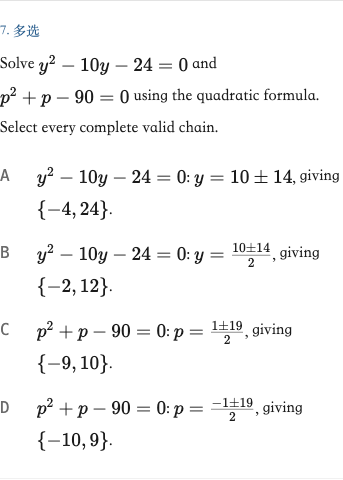 7. 多选
Solve y² − 10y − 24 = 0 and
p² + p − 90 = 0 using the quadratic formula.
Select every complete valid chain.
A y² − 10y − 24 = 0: y = 10 ± 14, giving
{−4, 24}.
B y² − 10y − 24 = 0: y = \frac{10±14}{2}, giving
{−2, 12}.
C p² + p − 90 = 0: p = \frac{1±19}{2}, giving
{−9, 10}.
D p² + p − 90 = 0: p = \frac{−1±19}{2}, giving
{−10, 9}.